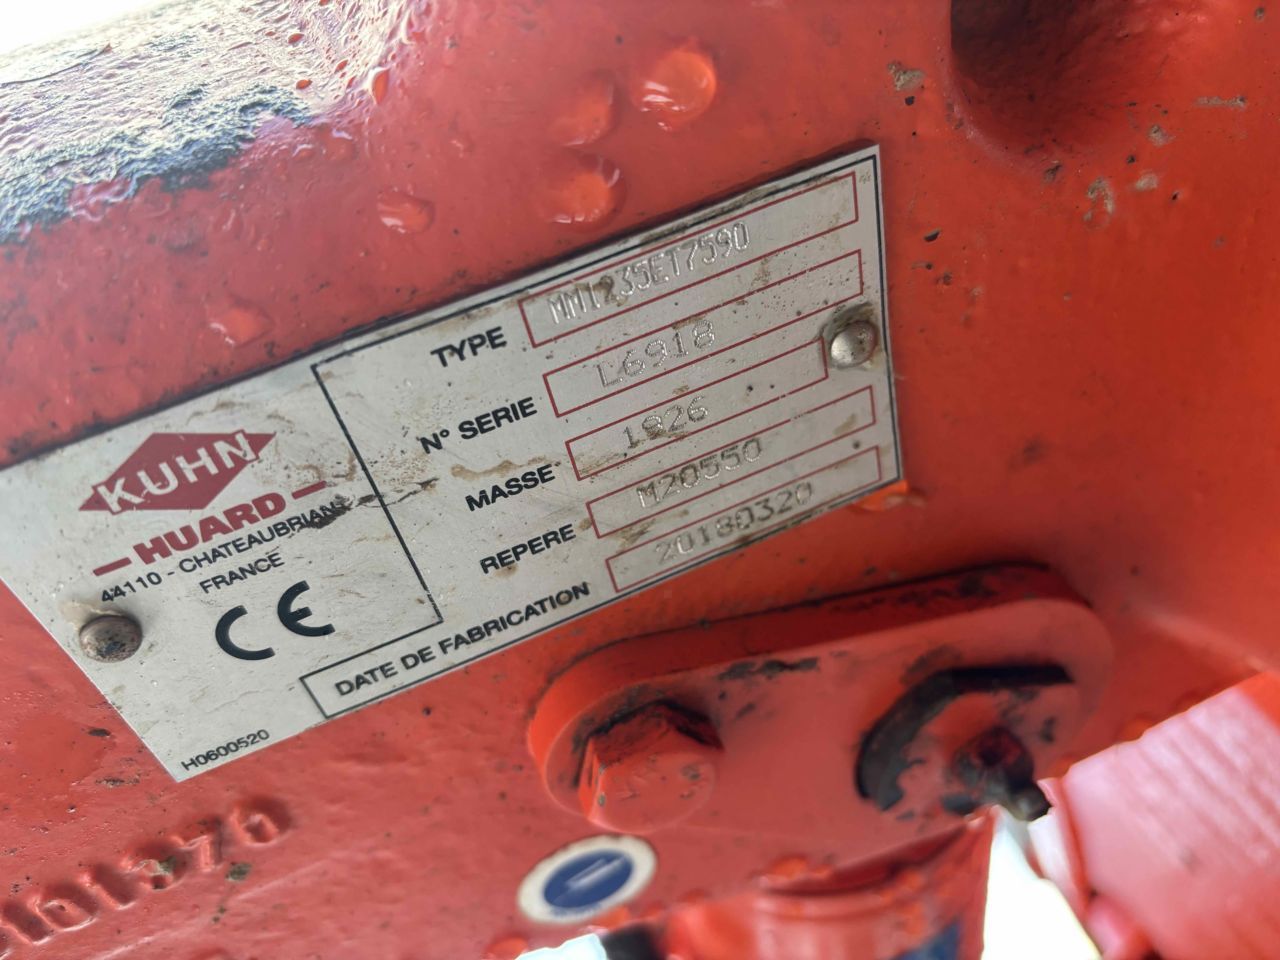 KUHN
HUARD
44110 - CHATEAUBRIANT
FRANCE
CE
TYPE MM1235ET7590
N° SERIE L6918
MASSE 1926
REPERE M20550
DATE DE FABRICATION 20180320
H0600520